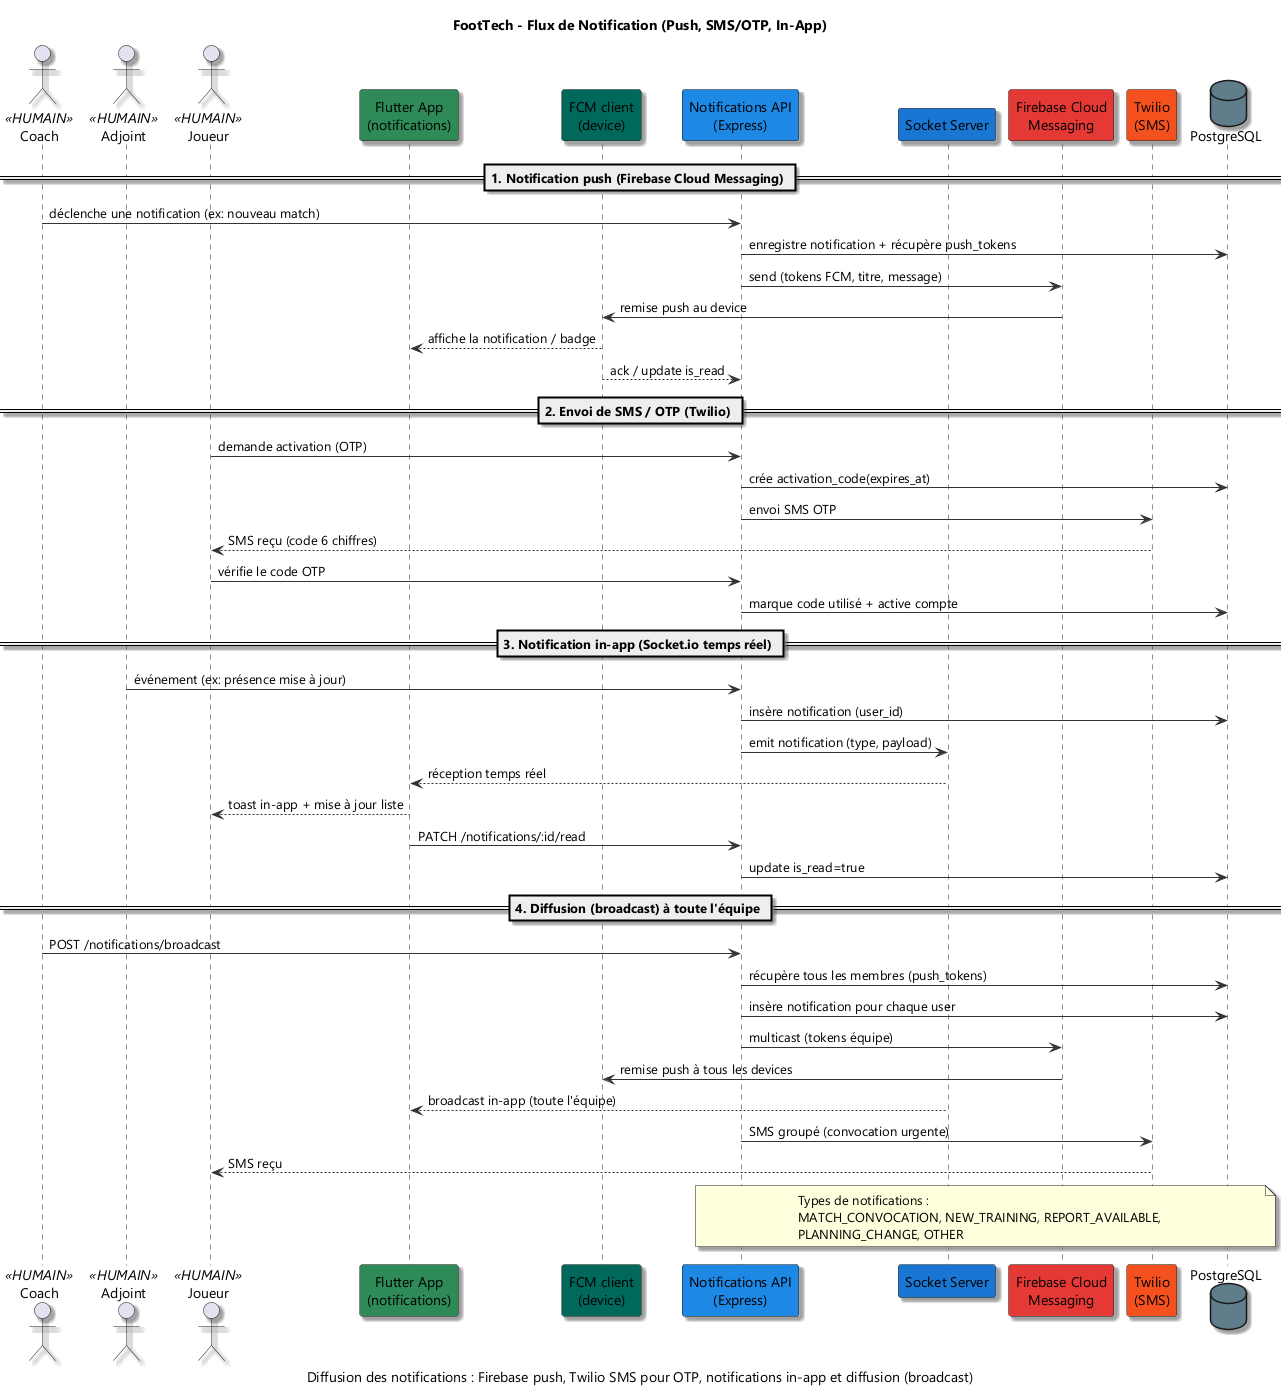 FootTech - Flux de Notification (Push, SMS/OTP, In-App)
«HUMAIN»
Coach
«HUMAIN»
Adjoint
«HUMAIN»
Joueur
Flutter App
(notifications)
FCM client
(device)
Notifications API
(Express)
Socket Server
Firebase Cloud
Messaging
Twilio
(SMS)
PostgreSQL
1. Notification push (Firebase Cloud Messaging)
déclenche une notification (ex: nouveau match)
enregistre notification + récupère push_tokens
send (tokens FCM, titre, message)
remise push au device
affiche la notification / badge
ack / update is_read
2. Envoi de SMS / OTP (Twilio)
demande activation (OTP)
crée activation_code(expires_at)
envoi SMS OTP
SMS reçu (code 6 chiffres)
vérifie le code OTP
marque code utilisé + active compte
3. Notification in-app (Socket.io temps réel)
événement (ex: présence mise à jour)
insère notification (user_id)
emit notification (type, payload)
réception temps réel
toast in-app + mise à jour liste
PATCH /notifications/:id/read
update is_read=true
4. Diffusion (broadcast) à toute l'équipe
POST /notifications/broadcast
récupère tous les membres (push_tokens)
insère notification pour chaque user
multicast (tokens équipe)
remise push à tous les devices
broadcast in-app (toute l'équipe)
SMS groupé (convocation urgente)
SMS reçu
Types de notifications :
MATCH_CONVOCATION, NEW_TRAINING, REPORT_AVAILABLE,
PLANNING_CHANGE, OTHER
«HUMAIN»
Coach
«HUMAIN»
Adjoint
«HUMAIN»
Joueur
Flutter App
(notifications)
FCM client
(device)
Notifications API
(Express)
Socket Server
Firebase Cloud
Messaging
Twilio
(SMS)
PostgreSQL
Diffusion des notifications : Firebase push, Twilio SMS pour OTP, notifications in-app et diffusion (broadcast)